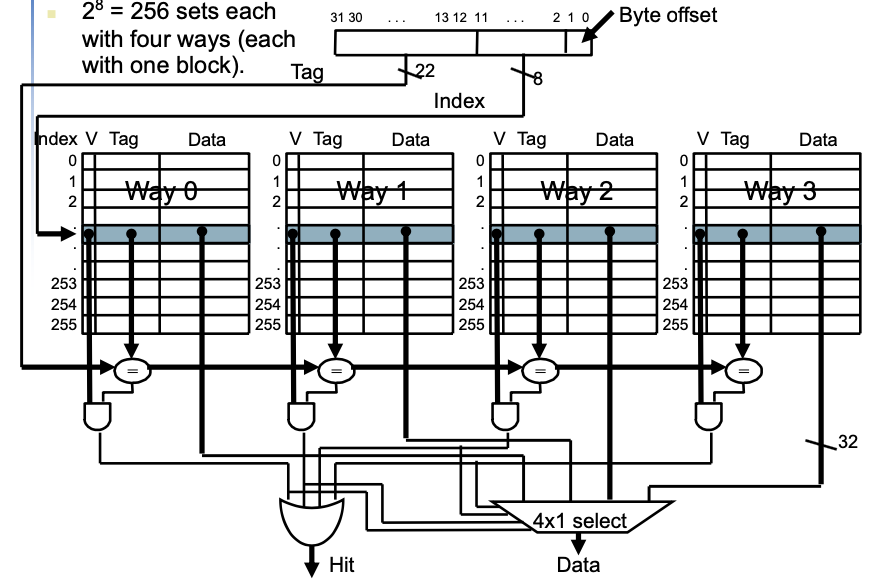 2⁸ = 256 sets each
with four ways (each
with one block).
31 30 . . . 13 12 11 . . . 2 1 0
Byte offset
Tag
22
8
Index
Index V Tag Data
V Tag Data
V Tag Data
V Tag Data
0
1
2
.
.
.
253
254
255
Way 0
0
1
2
.
.
.
253
254
255
Way 1
0
1
2
.
.
.
253
254
255
Way 2
0
1
2
.
.
.
253
254
255
Way 3
= = = =
32
4x1 select
Hit
Data